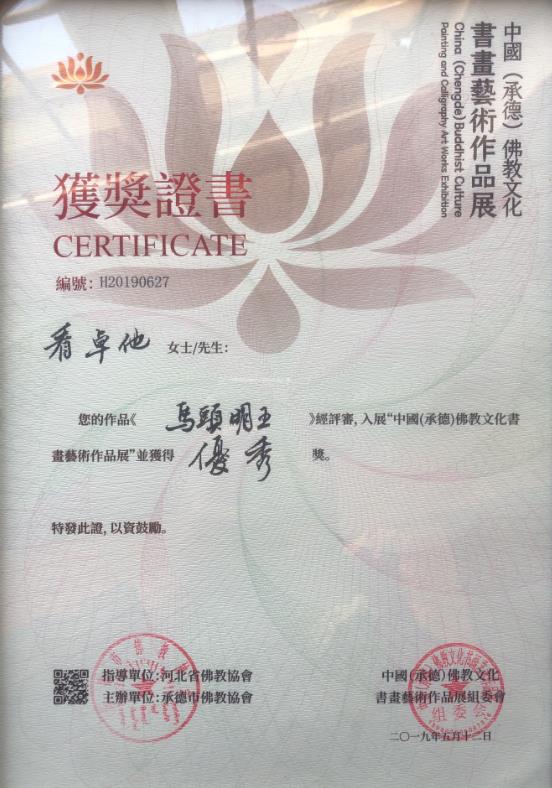 中國（承德）佛教文化
書畫藝術作品展
China (Chengde) Buddhist Culture
Painting and Calligraphy Art Works Exhibition
獲獎證書
CERTIFICATE
編號：H20190627
看卓他 女士/先生：
您的作品《馬頭明王》經評審，入展“中國(承德)佛教文化書
畫藝術作品展”並獲得 優秀 獎。
特發此證，以資鼓勵。
指導單位：河北省佛教協會
主辦單位：承德市佛教協會
中國（承德）佛教文化
書畫藝術作品展組委會
組委會
二〇一九年五月十二日